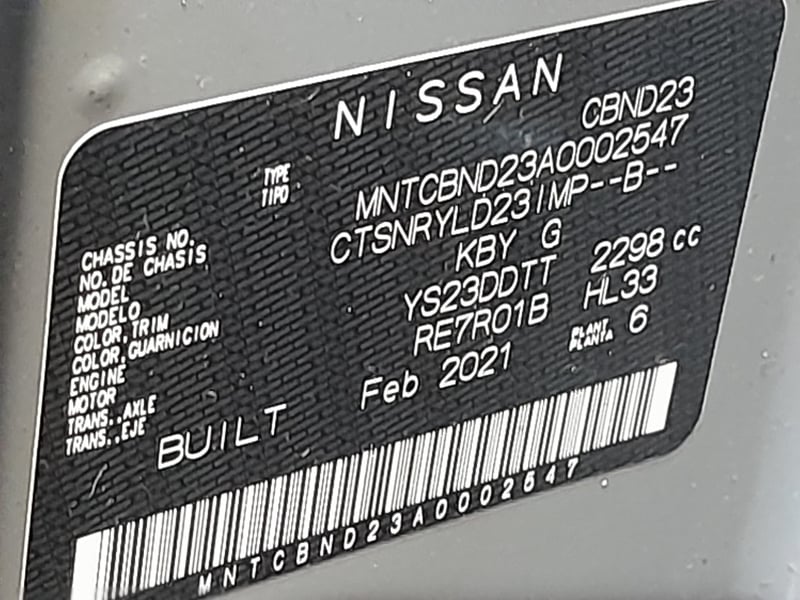 NISSAN
TYPE
TIPO
CBND23
CHASSIS NO.
NO. DE CHASIS
MNTCBND23A0002547
MODEL
MODELO
CTSNRYLD23IMP--B--
COLOR, TRIM
COLOR, GUARNICION
KBY G
ENGINE
MOTOR
YS23DDTT 2298 cc
TRANS., AXLE
TRANS., EJE
RE7R01B HL33
BUILT Feb 2021
PLANT
PLANTA
6
MNTCBND23A0002547